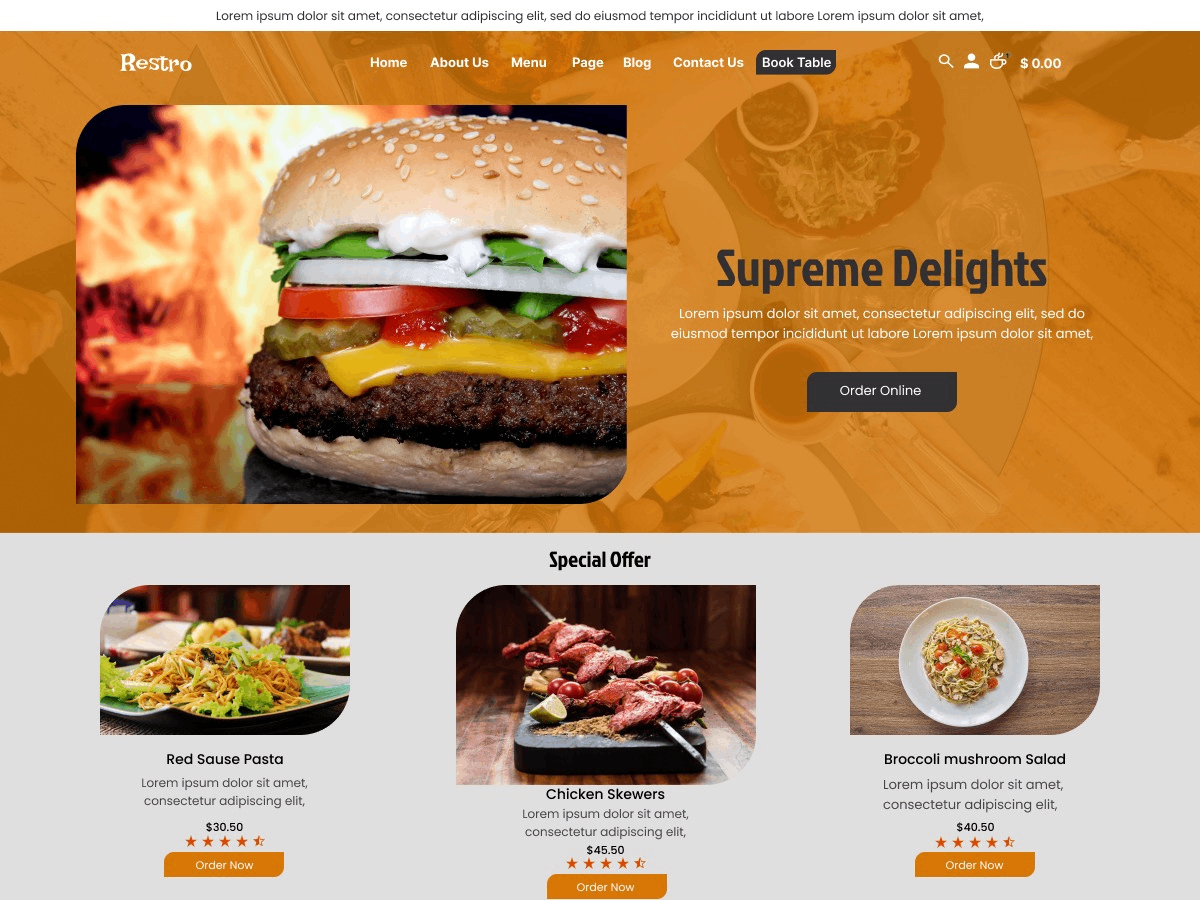 Lorem ipsum dolor sit amet, consectetur adipiscing elit, sed do eiusmod tempor incididunt ut labore Lorem ipsum dolor sit amet,
Restro
Home About Us Menu Page Blog Contact Us Book Table $ 0.00
Supreme Delights
Lorem ipsum dolor sit amet, consectetur adipiscing elit, sed do
eiusmod tempor incididunt ut labore Lorem ipsum dolor sit amet,
Order Online
Special Offer
Red Sause Pasta
Lorem ipsum dolor sit amet,
consectetur adipiscing elit,
$30.50
Order Now
Chicken Skewers
Lorem ipsum dolor sit amet,
consectetur adipiscing elit,
$45.50
Order Now
Broccoli mushroom Salad
Lorem ipsum dolor sit amet,
consectetur adipiscing elit,
$40.50
Order Now